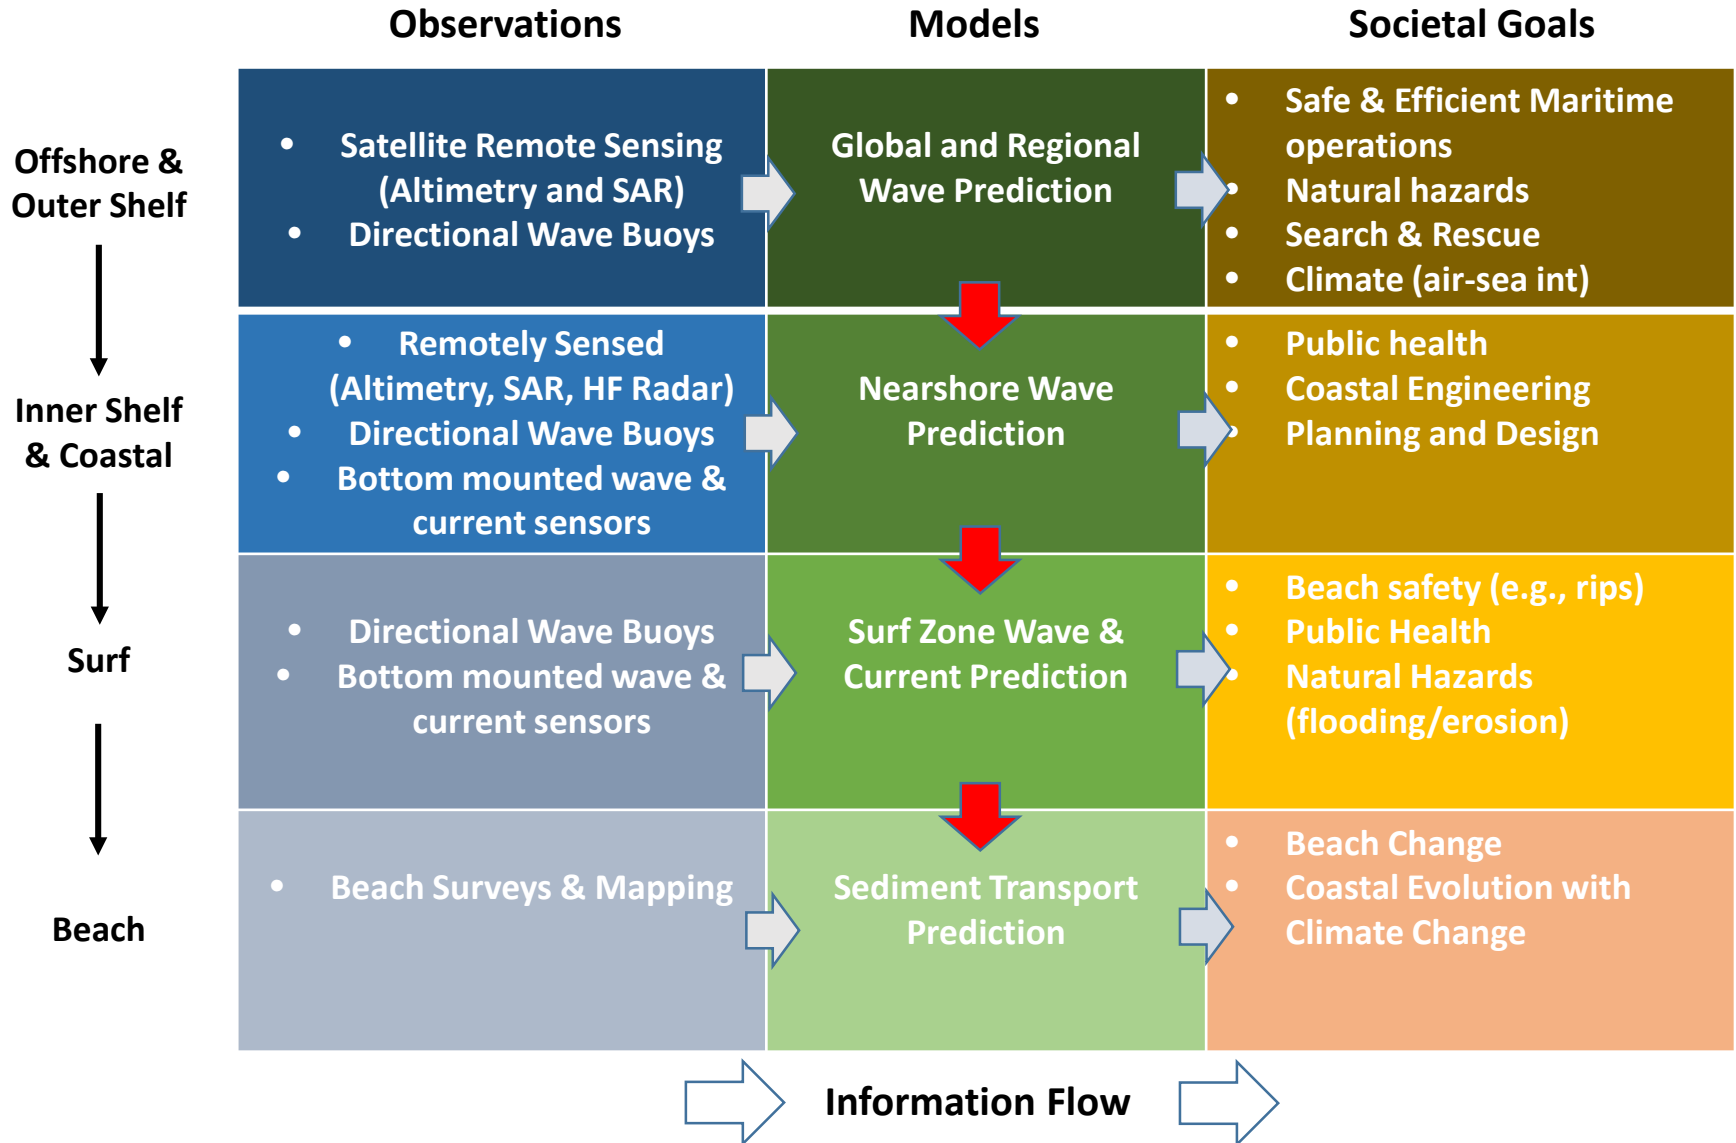 Observations
Models
Societal Goals
Offshore &
Outer Shelf
• Satellite Remote Sensing
(Altimetry and SAR)
• Directional Wave Buoys
Global and Regional
Wave Prediction
• Safe & Efficient Maritime
operations
• Natural hazards
• Search & Rescue
• Climate (air-sea int)
Inner Shelf
& Coastal
• Remotely Sensed
(Altimetry, SAR, HF Radar)
• Directional Wave Buoys
• Bottom mounted wave &
current sensors
Nearshore Wave
Prediction
• Public health
• Coastal Engineering
• Planning and Design
Surf
• Directional Wave Buoys
• Bottom mounted wave &
current sensors
Surf Zone Wave &
Current Prediction
• Beach safety (e.g., rips)
• Public Health
• Natural Hazards
(flooding/erosion)
Beach
• Beach Surveys & Mapping
Sediment Transport
Prediction
• Beach Change
• Coastal Evolution with
Climate Change
Information Flow